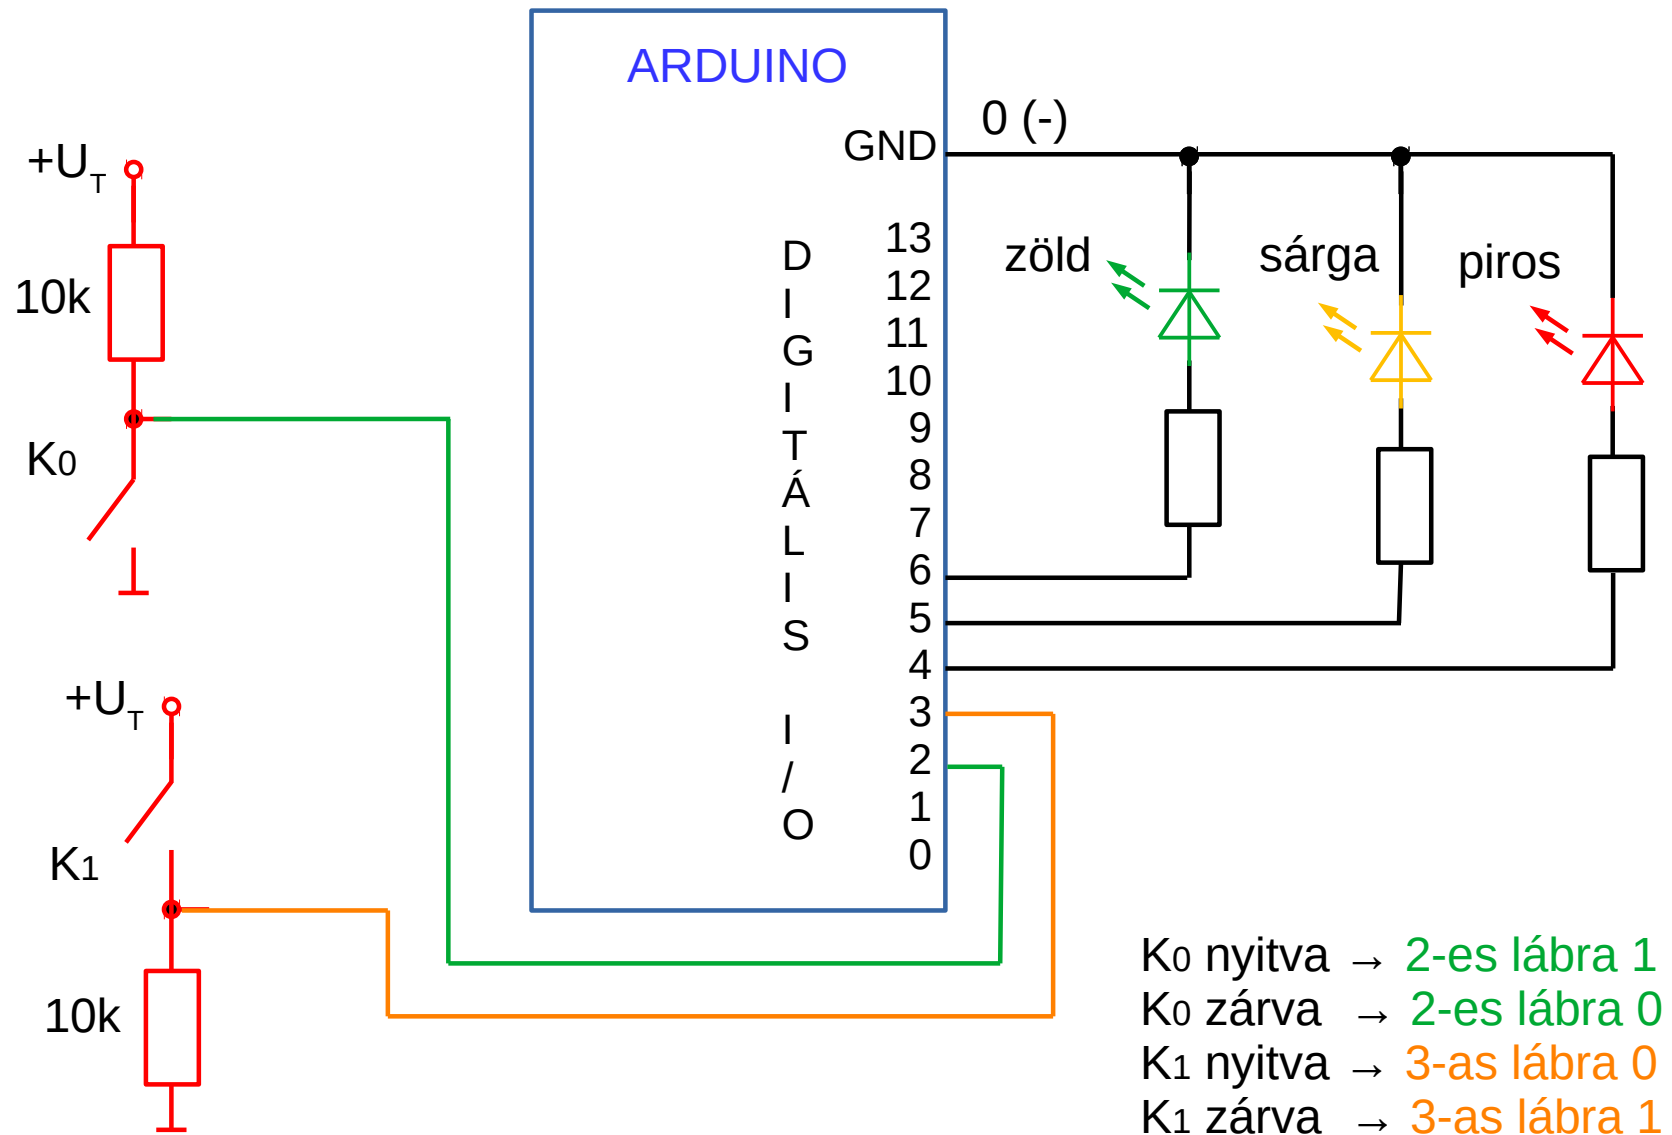 ARDUINO
0 (-)
GND
+UT
10k
K0
+UT
K1
10k
DIGITÁLIS I/O
13
12
11
10
9
8
7
6
5
4
3
2
1
0
zöld
sárga
piros
K0 nyitva → 2-es lábra 1
K0 zárva → 2-es lábra 0
K1 nyitva → 3-as lábra 0
K1 zárva → 3-as lábra 1